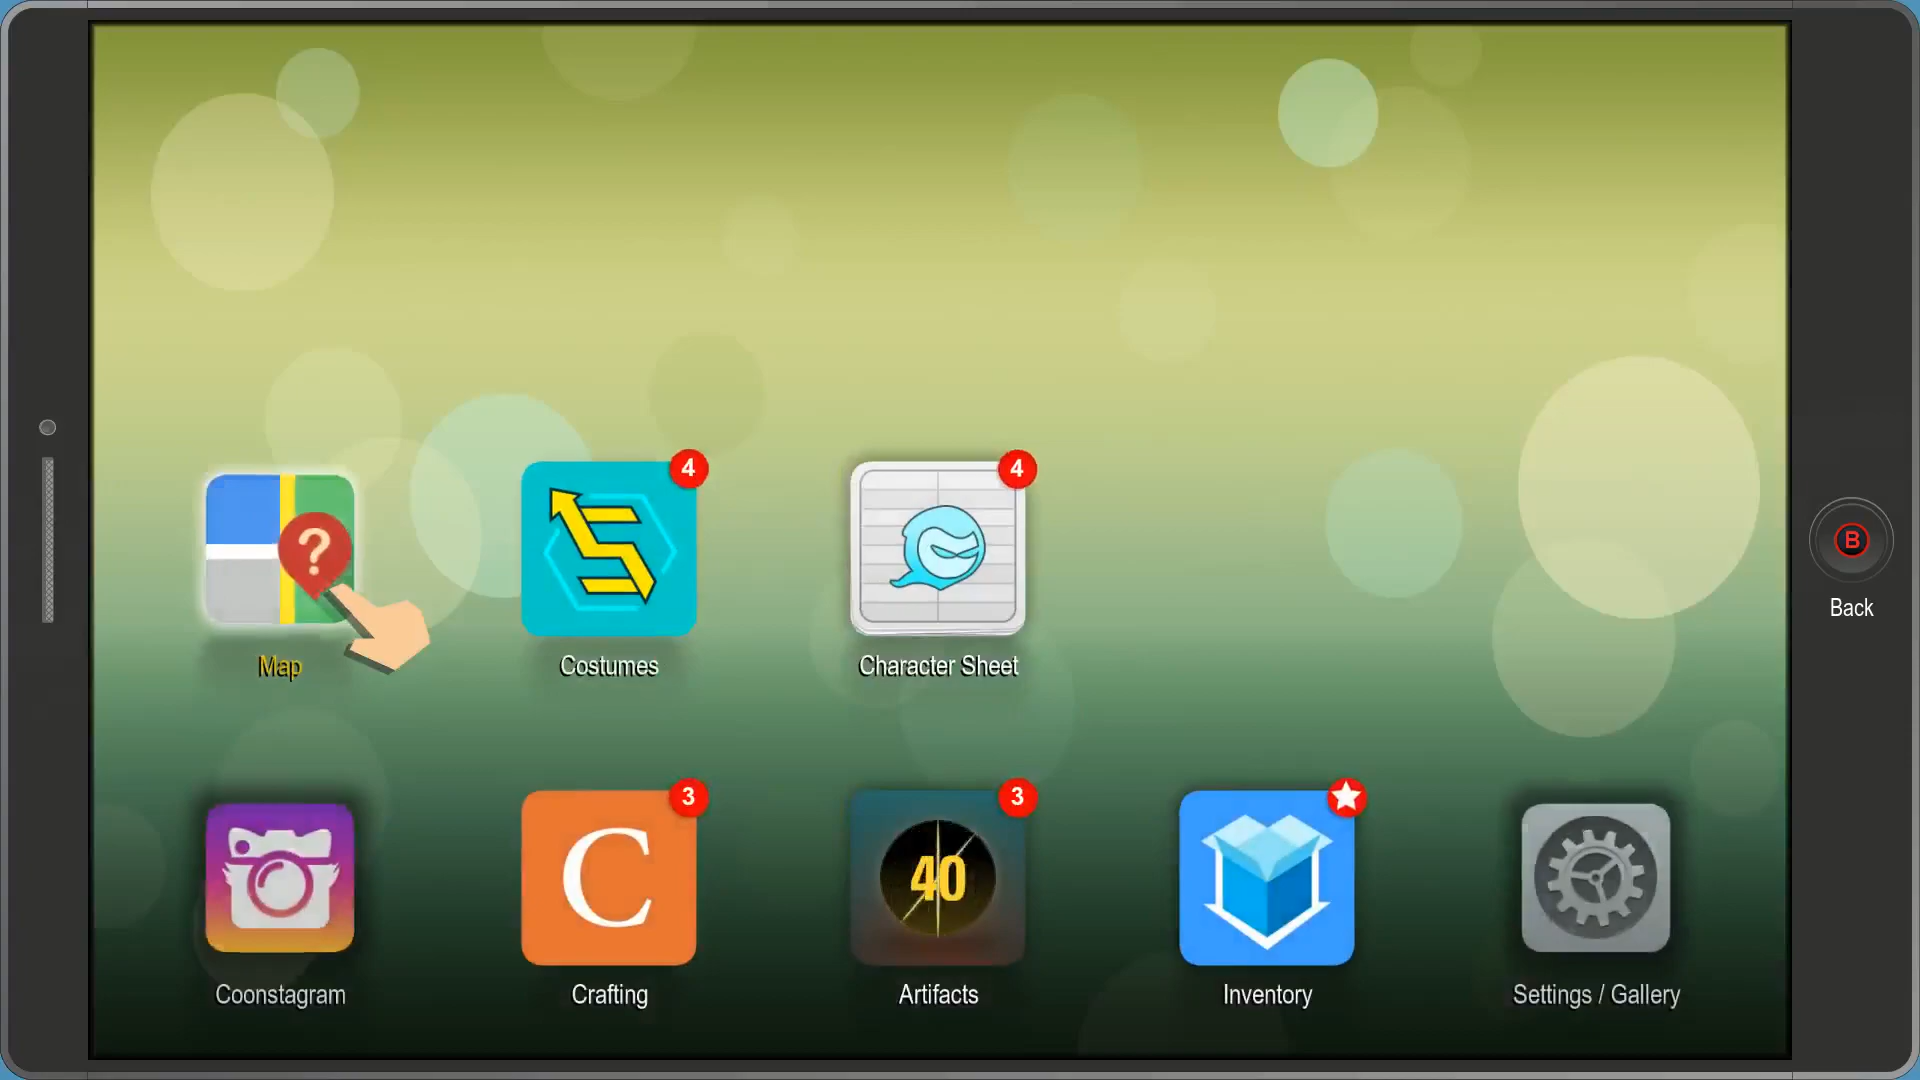 4
4
?
B
Back
Map
Costumes
Character Sheet
3
3
C
40
Coonstagram
Crafting
Artifacts
Inventory
Settings / Gallery